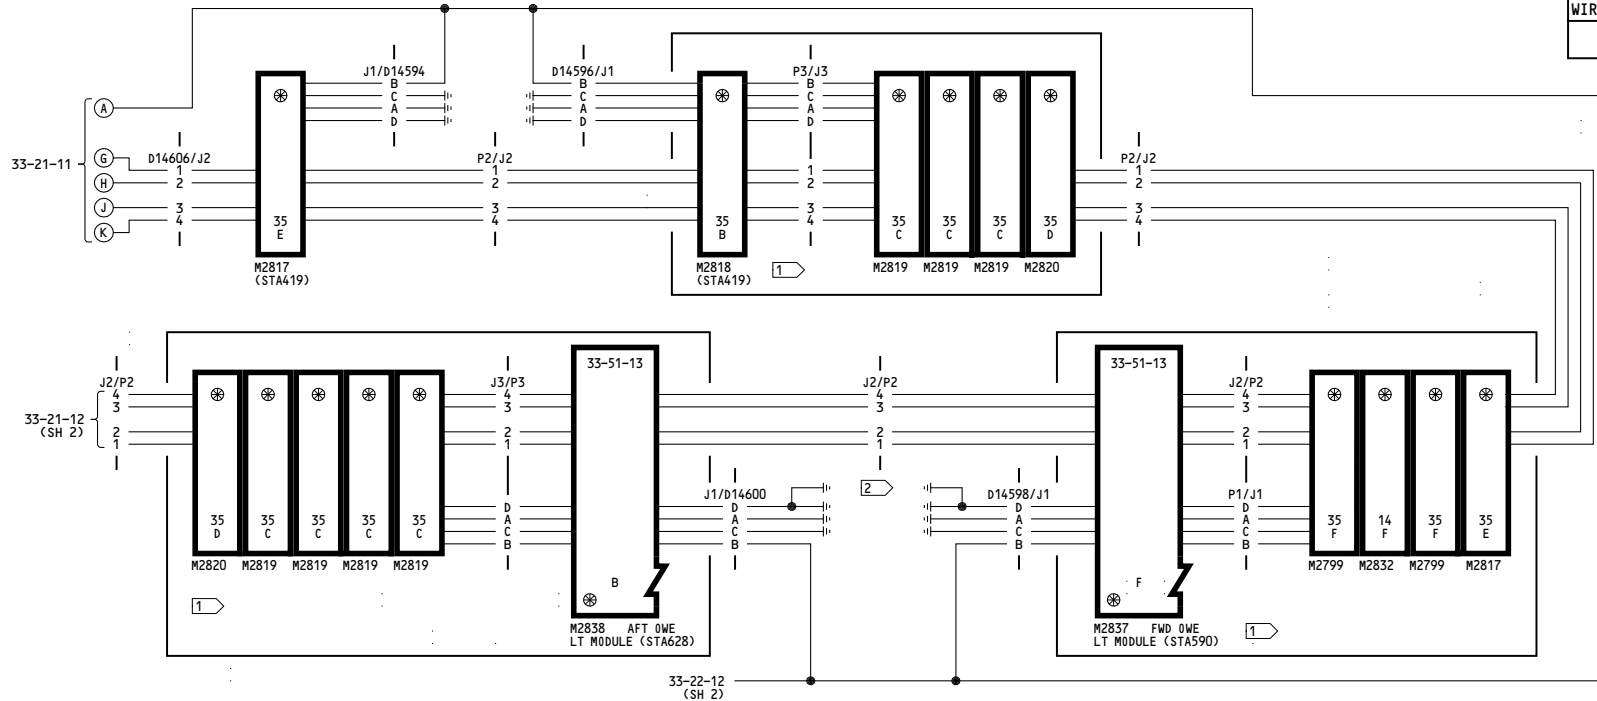 WIR
J1/D14594
D14596/J1
P3/J3
B B B
C C C
A A A
D D D
A
33-21-11
G
H
J
K
D14606/J2
P2/J2
P2/J2
1 1 1 1
2 2 2 2
3 3 3 3
4 4 4 4
35 35 35 35 35 35
E B C C C D
M2817
(STA419)
M2818
(STA419)
1
M2819 M2819 M2819 M2820
33-51-13
33-51-13
J2/P2
J3/P3
J2/P2
J2/P2
4 4 4 4
3 3 3 3
33-21-12
(SH 2)
2 2 2 2
1 1 1 1
J1/D14600
2
D14598/J1
P1/J1
D D D D
A A A A
C C C C
B B B B
35 35 35 35 35
D C C C C
35 14 35 35
F F F E
M2820 M2819 M2819 M2819 M2819
M2799 M2832 M2799 M2817
B
F
1
M2838 AFT OWE
LT MODULE (STA628)
M2837 FWD OWE
LT MODULE (STA590)
1
33-22-12
(SH 2)